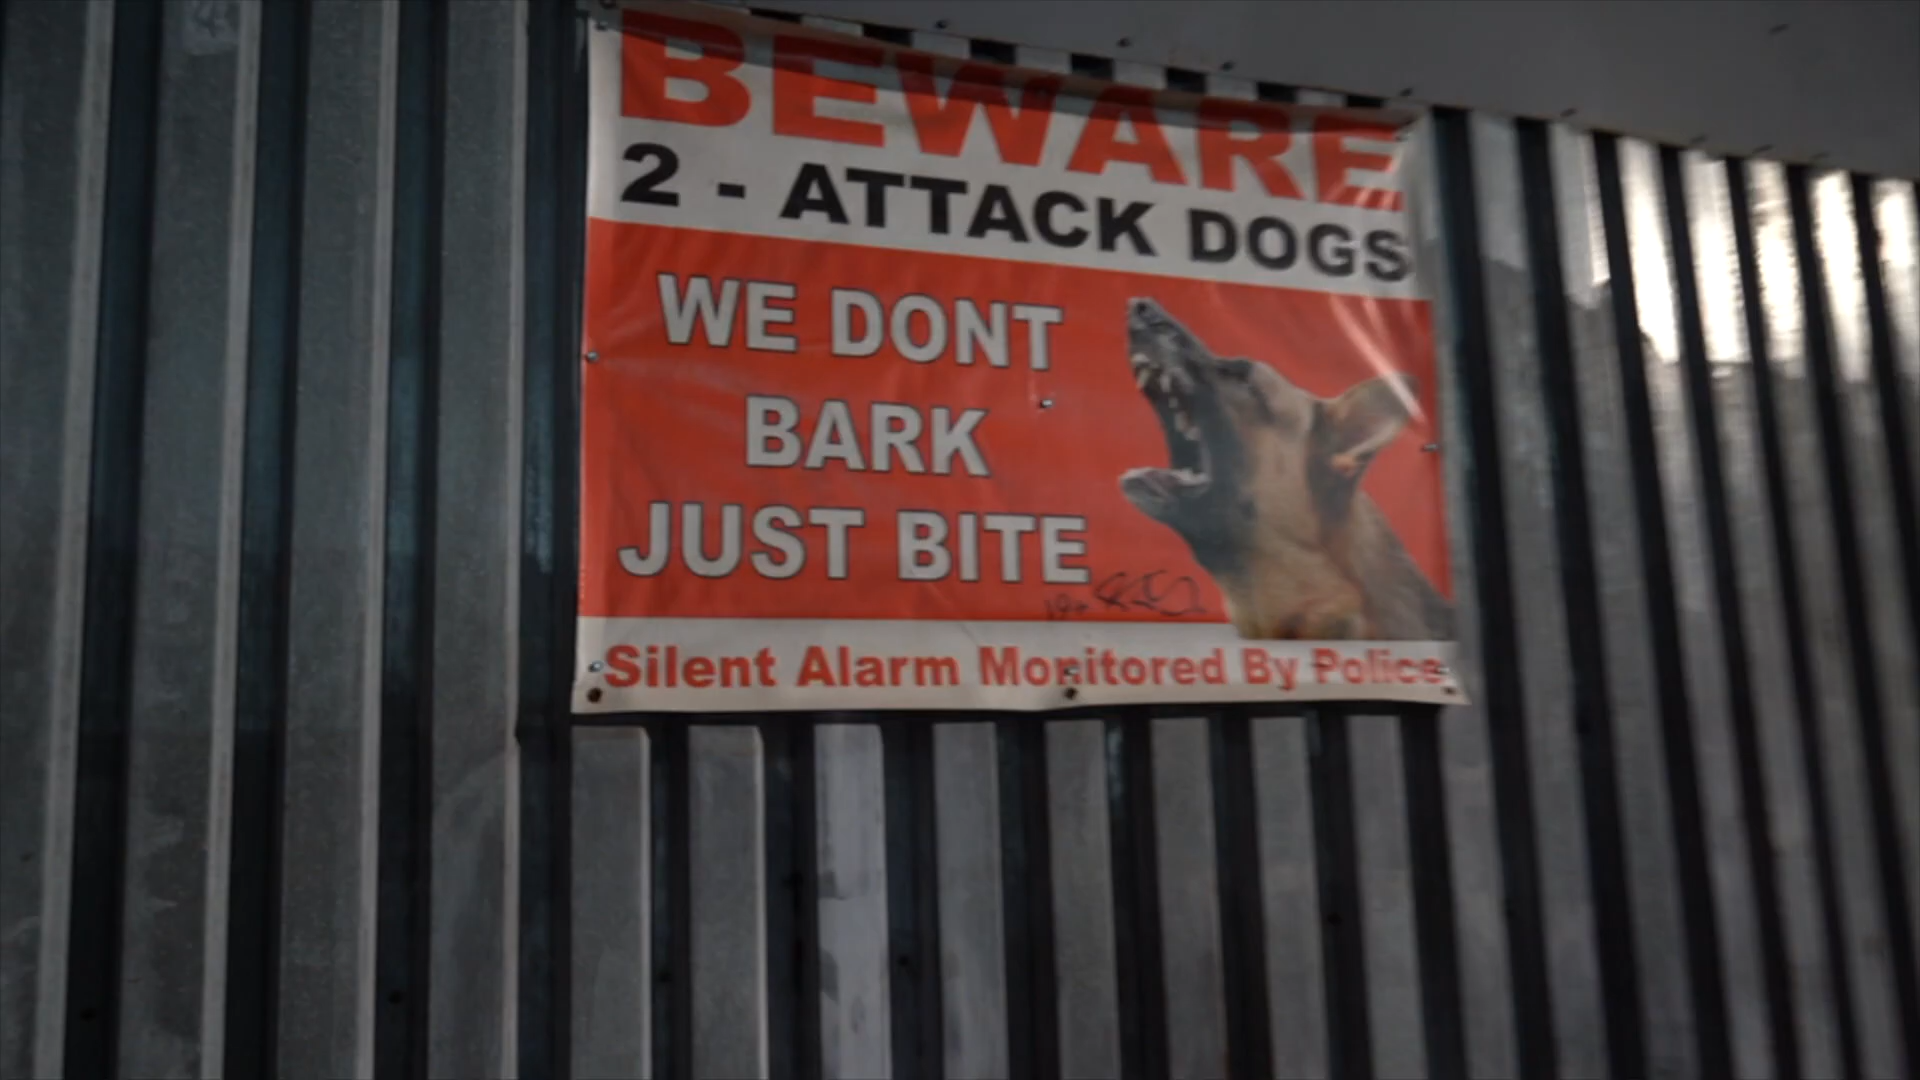 BEWARE
2 - ATTACK DOGS
WE DONT
BARK
JUST BITE
Silent Alarm Monitored By Police